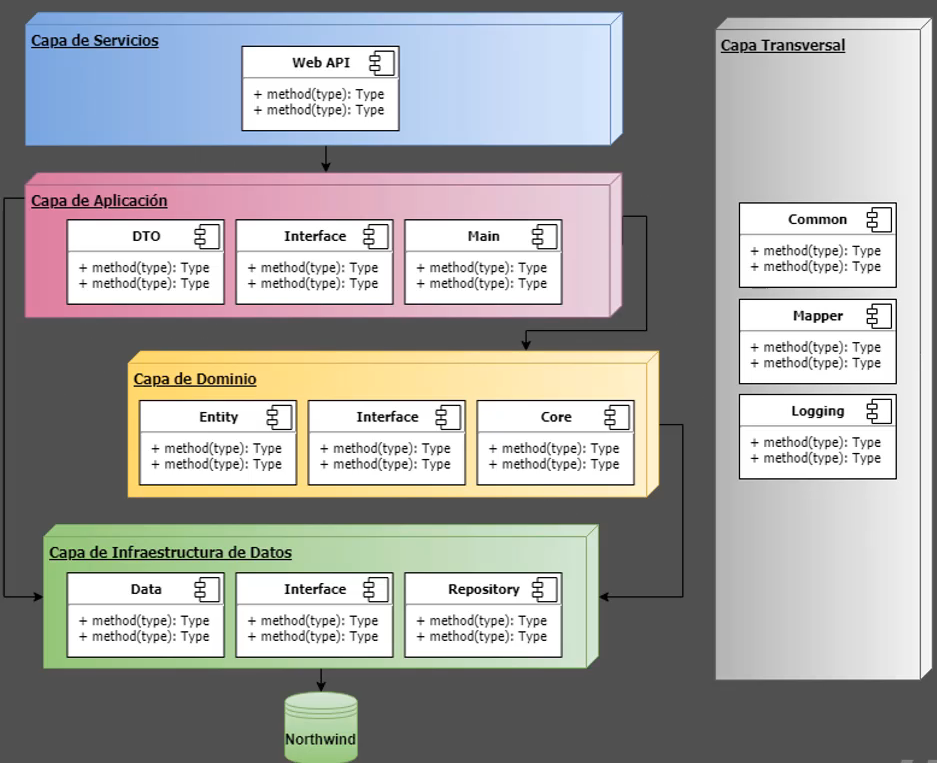 Capa de Servicios
Web API
+ method(type): Type
+ method(type): Type
Capa de Aplicación
DTO
+ method(type): Type
+ method(type): Type
Interface
+ method(type): Type
+ method(type): Type
Main
+ method(type): Type
+ method(type): Type
Capa de Dominio
Entity
+ method(type): Type
+ method(type): Type
Interface
+ method(type): Type
+ method(type): Type
Core
+ method(type): Type
+ method(type): Type
Capa de Infraestructura de Datos
Data
+ method(type): Type
+ method(type): Type
Interface
+ method(type): Type
+ method(type): Type
Repository
+ method(type): Type
+ method(type): Type
Northwind
Capa Transversal
Common
+ method(type): Type
+ method(type): Type
Mapper
+ method(type): Type
+ method(type): Type
Logging
+ method(type): Type
+ method(type): Type